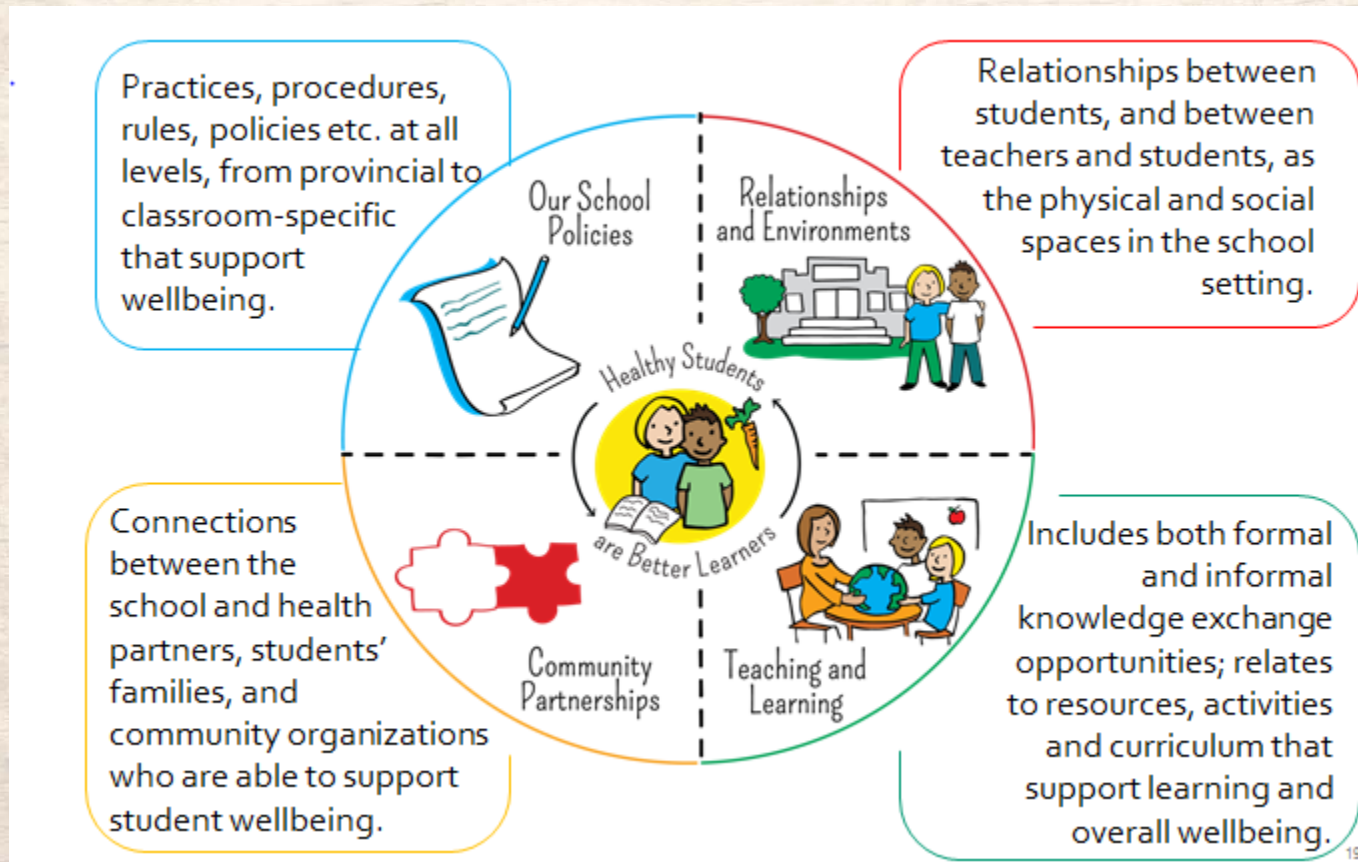 Practices, procedures,
rules, policies etc. at all
levels, from provincial to
classroom-specific
that support
wellbeing.
Our School
Policies
Relationships
and Environments
Relationships between
students, and between
teachers and students, as
the physical and social
spaces in the school
setting.
Healthy Students
are Better Learners
Connections
between the
school and health
partners, students’
families, and
community organizations
who are able to support
student wellbeing.
Community
Partnerships
Teaching and
Learning
Includes both formal
and informal
knowledge exchange
opportunities; relates
to resources, activities
and curriculum that
support learning and
overall wellbeing.
19